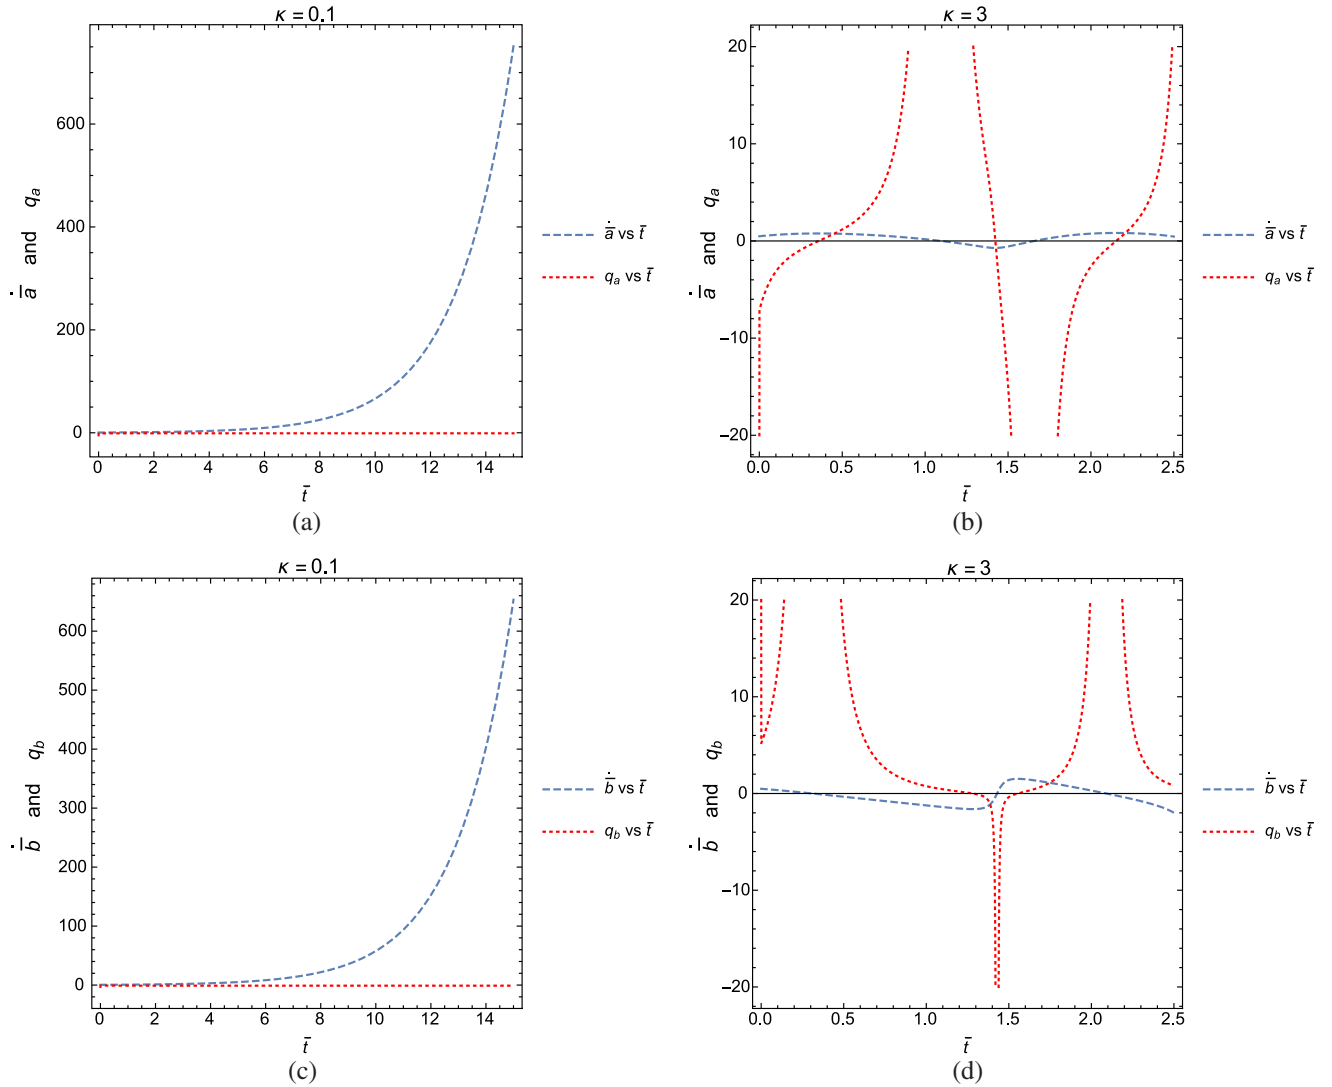 κ = 0.1
600
400
200
0
0 2 4 6 8 10 12 14
ǡ and q_a
t̄
ǡ vs t̄
q_a vs t̄
(a)
κ = 3
20
10
0
−10
−20
0.0 0.5 1.0 1.5 2.0 2.5
ǡ and q_a
t̄
ǡ vs t̄
q_a vs t̄
(b)
κ = 0.1
600
500
400
300
200
100
0
0 2 4 6 8 10 12 14
ḃ̄ and q_b
t̄
ḃ̄ vs t̄
q_b vs t̄
(c)
κ = 3
20
10
0
−10
−20
0.0 0.5 1.0 1.5 2.0 2.5
ḃ̄ and q_b
t̄
ḃ̄ vs t̄
q_b vs t̄
(d)